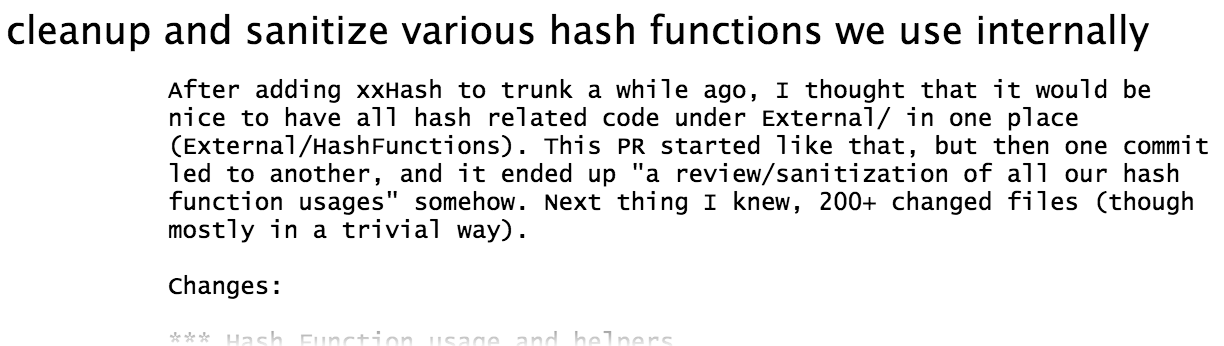 cleanup and sanitize various hash functions we use internally
After adding xxHash to trunk a while ago, I thought that it would be
nice to have all hash related code under External/ in one place
(External/HashFunctions). This PR started like that, but then one commit
led to another, and it ended up "a review/sanitization of all our hash
function usages" somehow. Next thing I knew, 200+ changed files (though
mostly in a trivial way).
Changes:
*** Hash Function usage and helpers